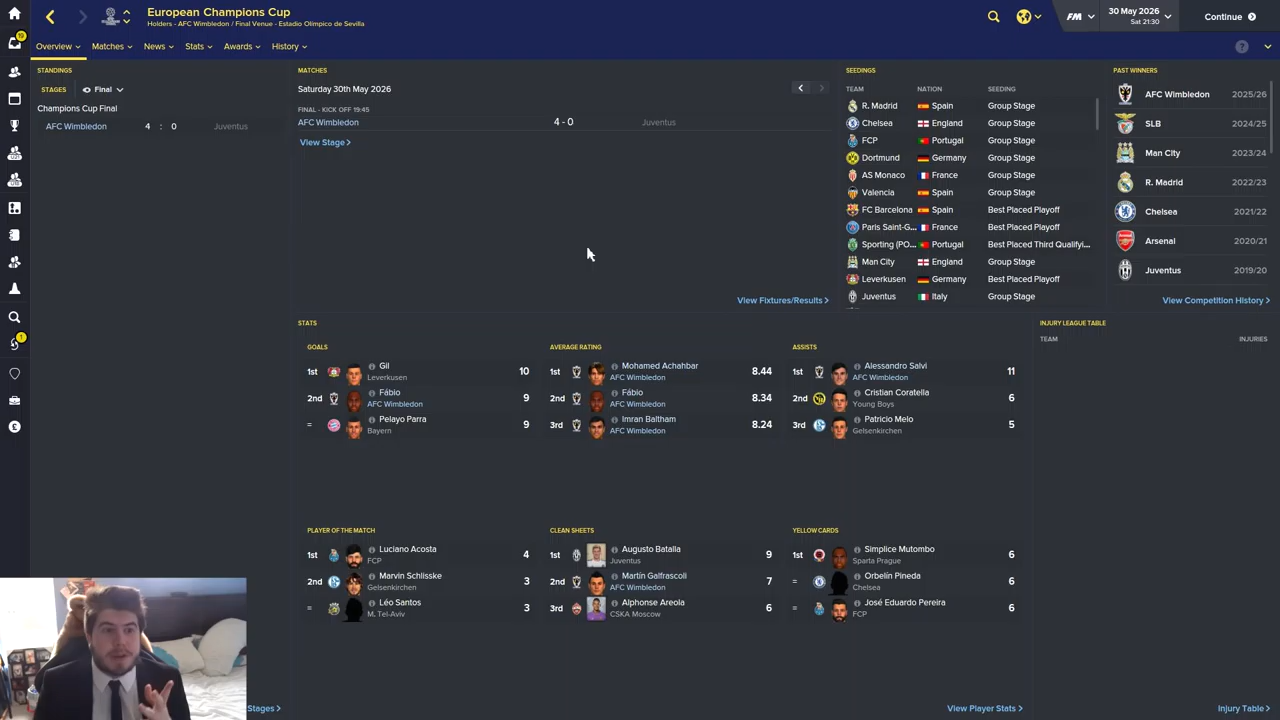 European Champions Cup
Holders - AFC Wimbledon / Final Venue - Estadio Olímpico de Sevilla
FM
30 May 2026
Sat 21:30
Continue
Overview
Matches
News
Stats
Awards
History
?
STANDINGS
STAGES
Final
Champions Cup Final
AFC Wimbledon 4 : 0 Juventus
MATCHES
Saturday 30th May 2026
FINAL - KICK OFF 19:45
AFC Wimbledon 4 - 0 Juventus
View Stage
View Fixtures/Results
SEEDINGS
TEAM NATION SEEDING
R. Madrid Spain Group Stage
Chelsea England Group Stage
FCP Portugal Group Stage
Dortmund Germany Group Stage
AS Monaco France Group Stage
Valencia Spain Group Stage
FC Barcelona Spain Best Placed Playoff
Paris Saint-G... France Best Placed Playoff
Sporting (PO... Portugal Best Placed Third Qualifyi...
Man City England Group Stage
Leverkusen Germany Best Placed Playoff
Juventus Italy Group Stage
PAST WINNERS
AFC Wimbledon 2025/26
SLB 2024/25
Man City 2023/24
R. Madrid 2022/23
Chelsea 2021/22
Arsenal 2020/21
Juventus 2019/20
View Competition History
STATS
GOALS
1st Gil 10
Leverkusen
2nd Fábio 9
AFC Wimbledon
= Pelayo Parra 9
Bayern
AVERAGE RATING
1st Mohamed Achahbar 8.44
AFC Wimbledon
2nd Fábio 8.34
AFC Wimbledon
3rd Imran Baltham 8.24
AFC Wimbledon
ASSISTS
1st Alessandro Salvi 11
AFC Wimbledon
2nd Cristian Coratella 6
Young Boys
3rd Patricio Melo 5
Gelsenkirchen
PLAYER OF THE MATCH
1st Luciano Acosta 4
FCP
2nd Marvin Schlisske 3
Gelsenkirchen
= Léo Santos 3
M. Tel-Aviv
CLEAN SHEETS
1st Augusto Batalla 9
Juventus
2nd Martín Galfrascoli 7
AFC Wimbledon
3rd Alphonse Areola 6
CSKA Moscow
YELLOW CARDS
1st Simplice Mutombo 6
Sparta Prague
= Orbelín Pineda 6
Chelsea
= José Eduardo Pereira 6
FCP
INJURY LEAGUE TABLE
TEAM INJURIES
Stages
View Player Stats
Injury Table